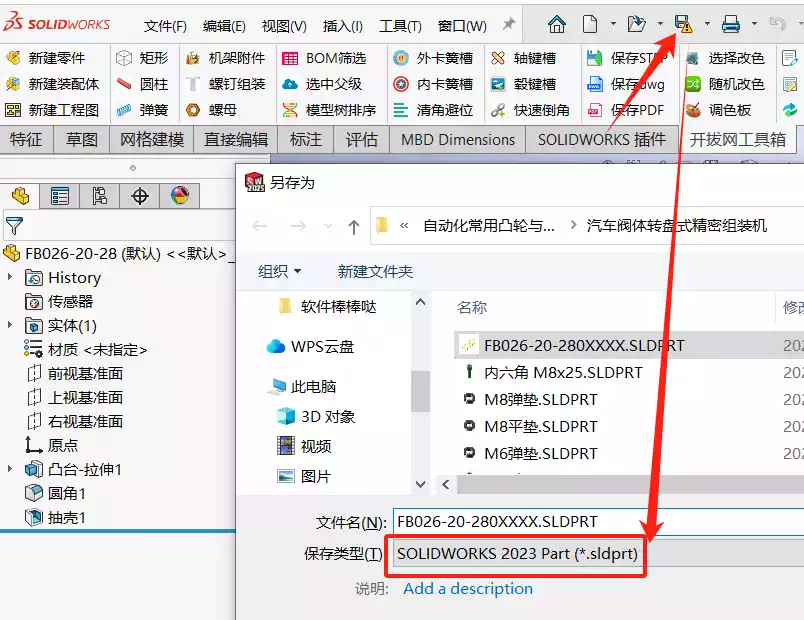 SOLIDWORKS 文件(F) 编辑(E) 视图(V) 插入(I) 工具(T) 窗口(W)
新建零件 矩形 机架附件 BOM筛选 外卡簧槽 轴键槽 保存STP 选择改色
新建装配体 圆柱 螺钉组装 选中父级 内卡簧槽 毂键槽 保存dwg 随机改色
新建工程图 弹簧 螺母 模型树排序 清角避位 快速倒角 保存PDF 调色板
特征 草图 网格建模 直接编辑 标注 评估 MBD Dimensions SOLIDWORKS 插件 开拔网工具箱
SW 2025 另存为
« 自动化常用凸轮与... › 汽车阀体转盘式精密组装机
组织 新建文件夹
FB026-20-28 (默认) <<默认>_
History
传感器
实体(1)
材质 <未指定>
前视基准面
上视基准面
右视基准面
原点
凸台-拉伸1
圆角1
抽壳1
软件棒棒哒
WPS云盘
此电脑
3D 对象
视频
图片
名称 修
FB026-20-280XXXX.SLDPRT 202
内六角 M8x25.SLDPRT 202
M8弹垫.SLDPRT 202
M8平垫.SLDPRT 202
M6弹垫.SLDPRT 202
文件名(N): FB026-20-280XXXX.SLDPRT
保存类型(T) SOLIDWORKS 2023 Part (*.sldprt)
说明: Add a description